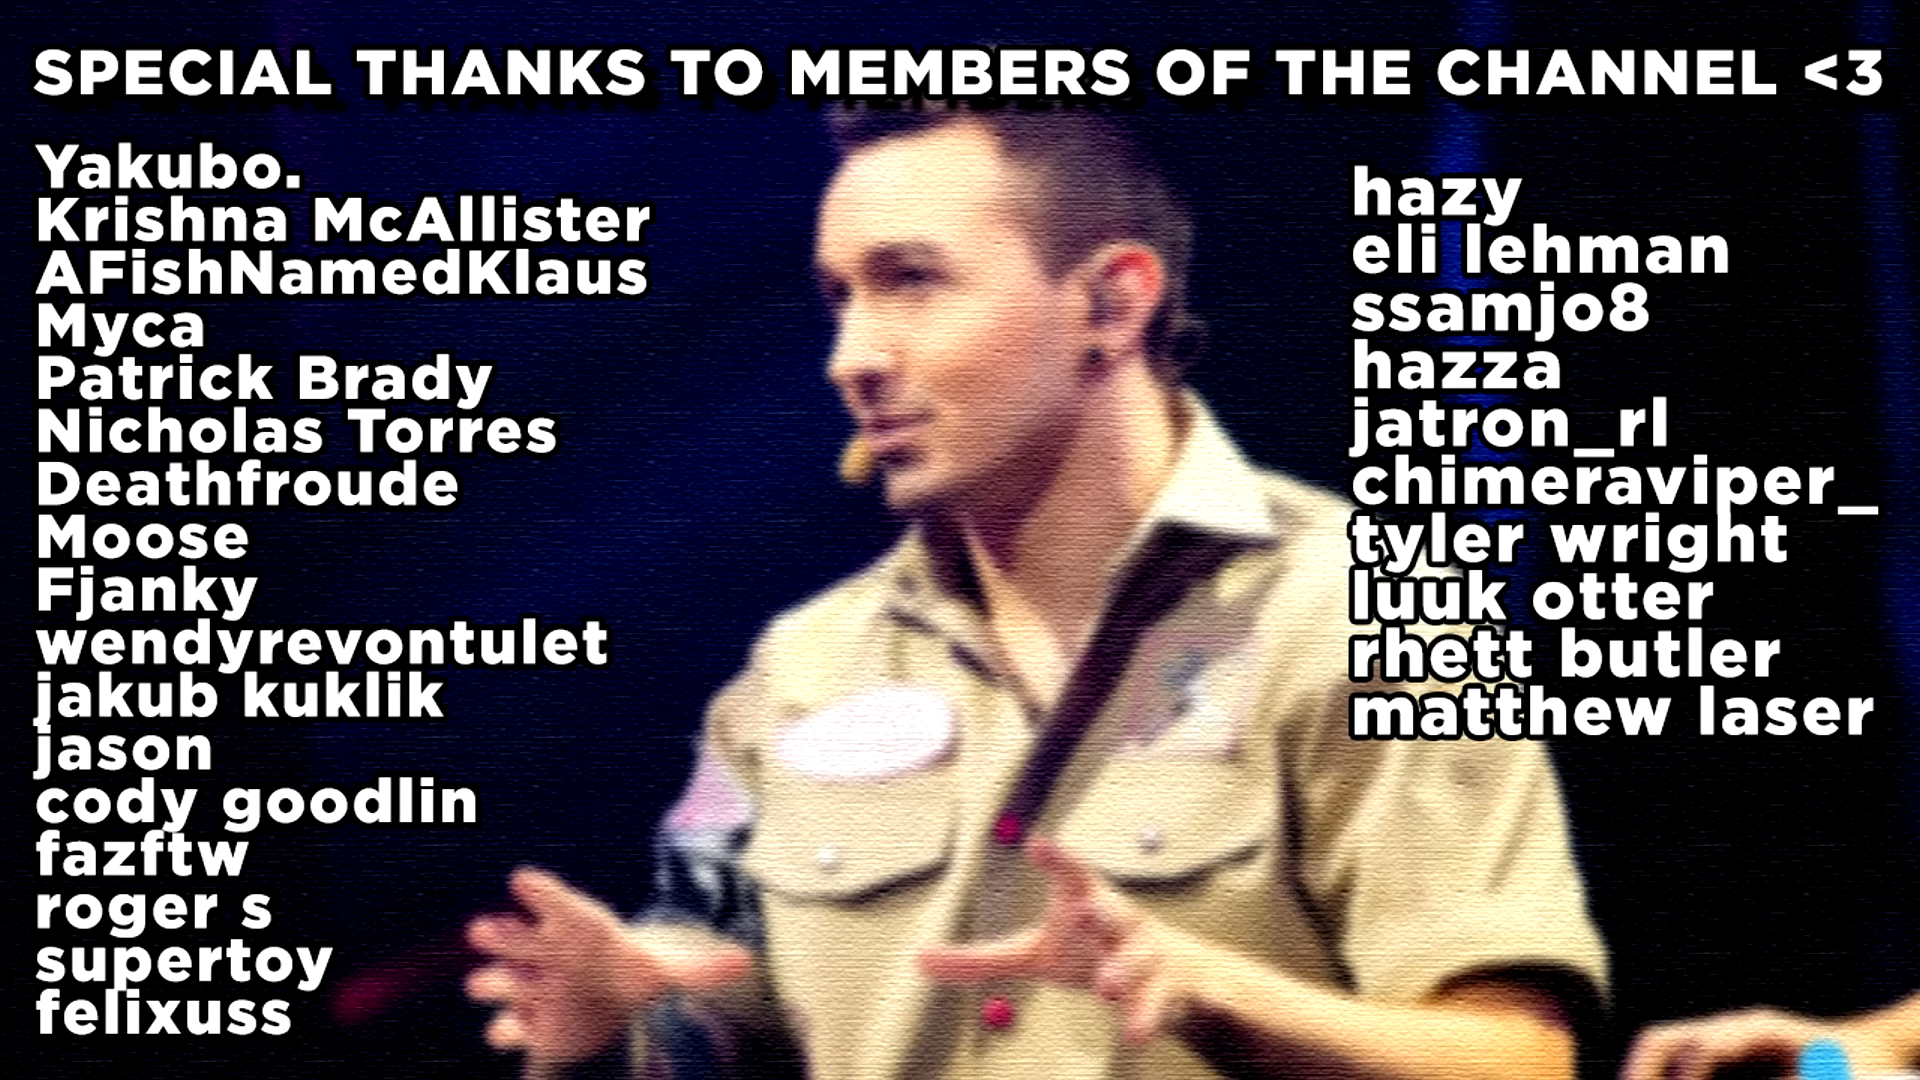 SPECIAL THANKS TO MEMBERS OF THE CHANNEL <3
Yakubo.
Krishna McAllister
AFishNamedKlaus
Myca
Patrick Brady
Nicholas Torres
Deathfroude
Moose
Fjanky
wendyrevontulet
jakub kuklik
jason
cody goodlin
fazftw
roger s
supertoy
felixuss
hazy
eli lehman
ssamjo8
hazza
jatron_rl
chimeraviper_
tyler wright
luuk otter
rhett butler
matthew laser